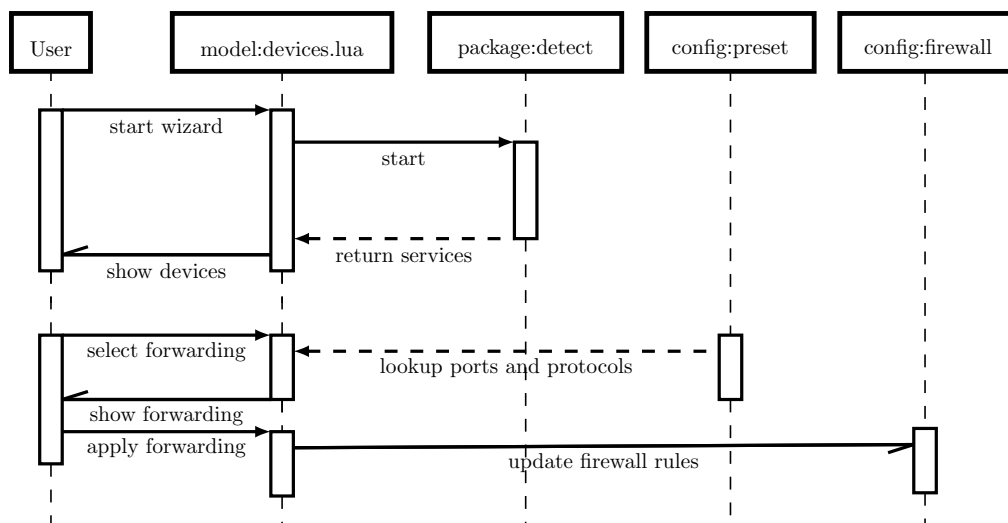 User
model:devices.lua
package:detect
config:preset
config:firewall
start wizard
start
return services
show devices
select forwarding
lookup ports and protocols
show forwarding
apply forwarding
update firewall rules